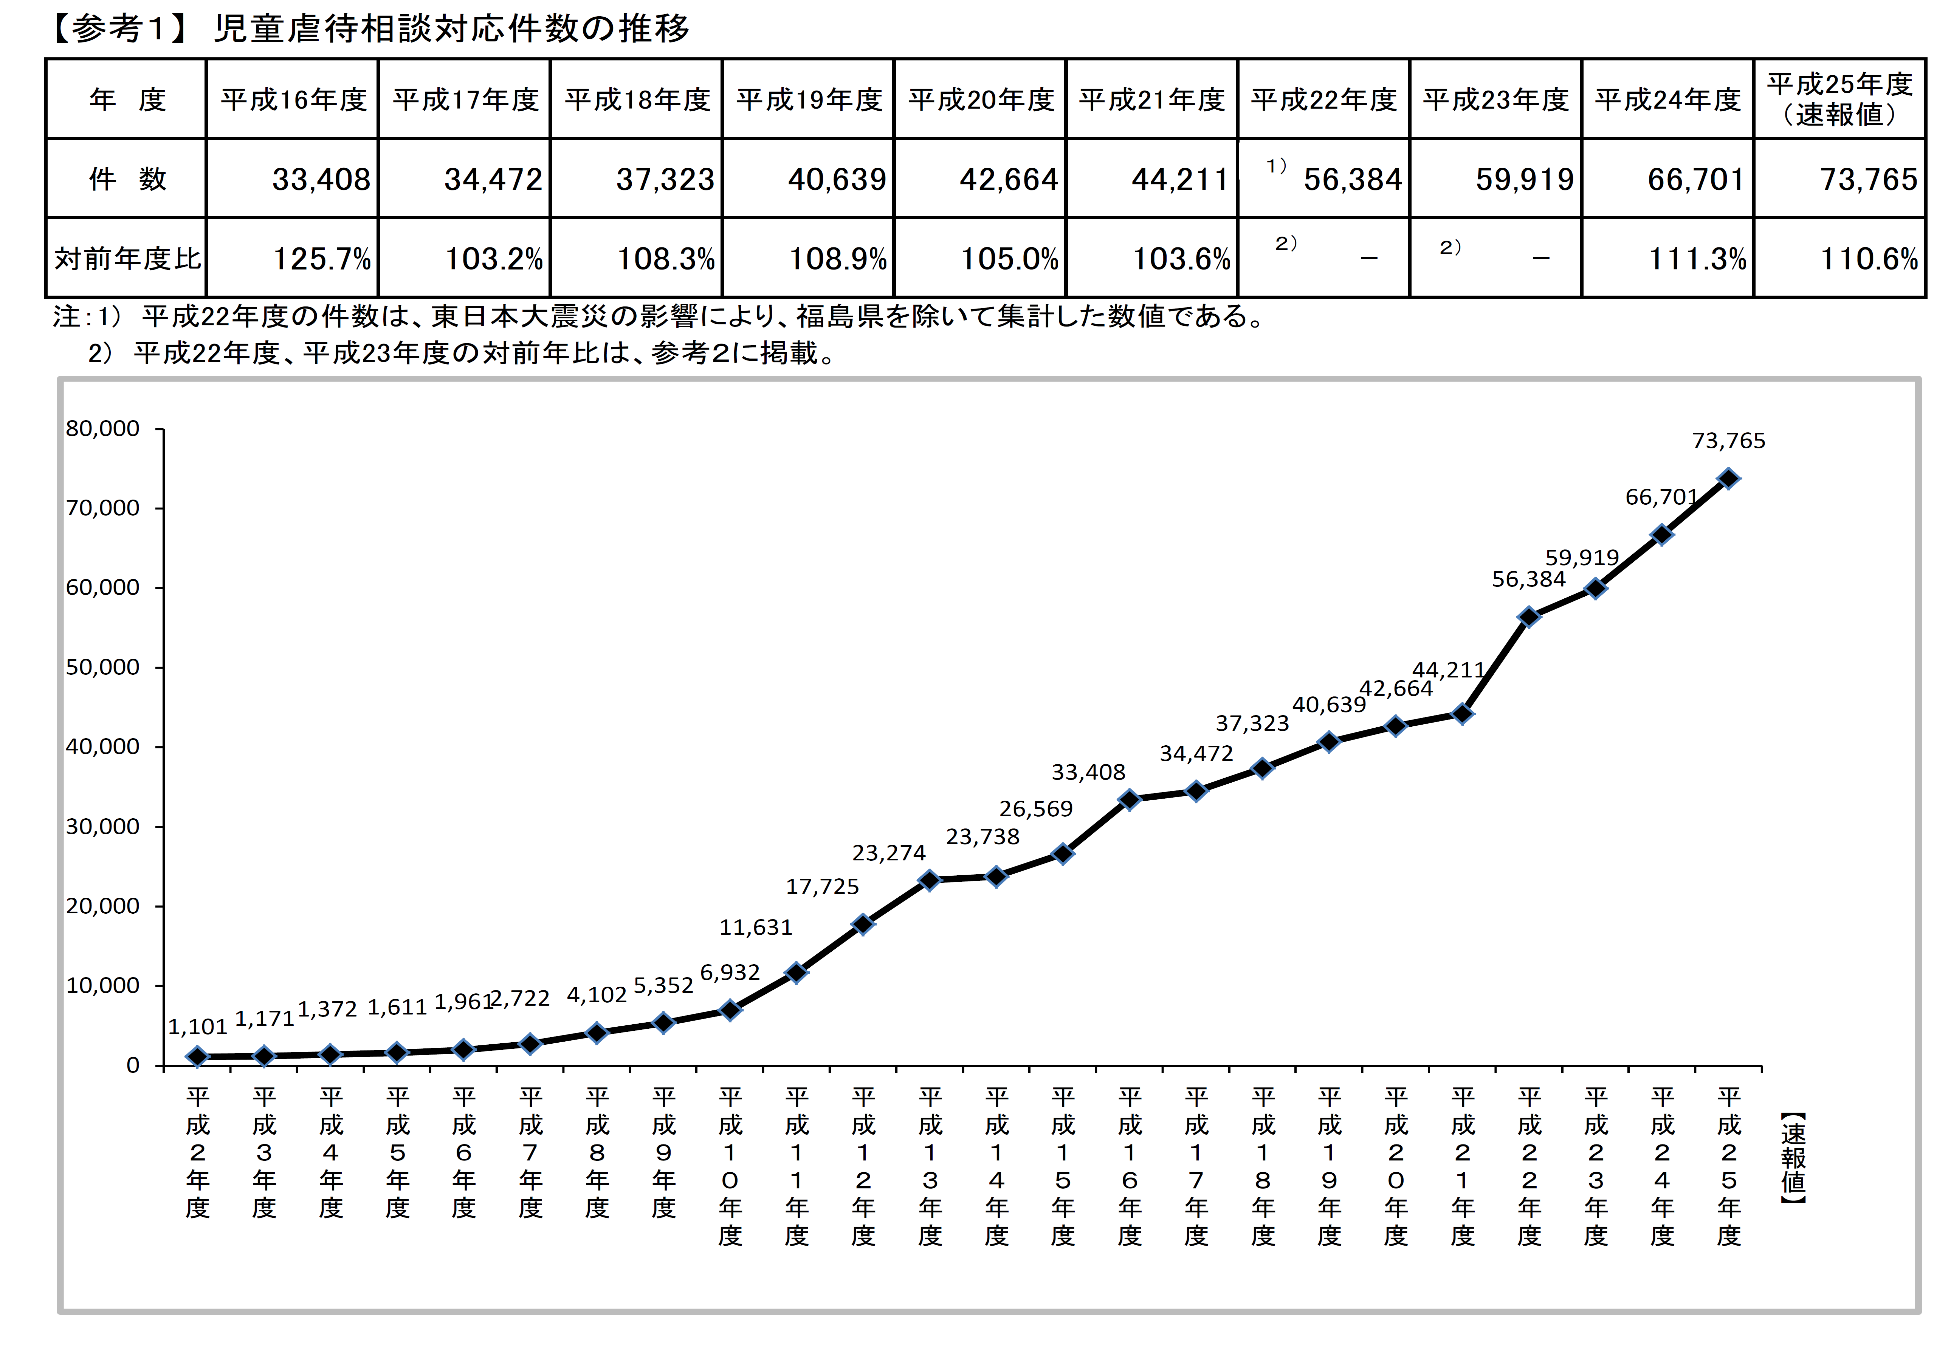 【参考１】 児童虐待相談対応件数の推移
年 度 平成16年度 平成17年度 平成18年度 平成19年度 平成20年度 平成21年度 平成22年度 平成23年度 平成24年度 平成25年度（速報値）
件 数 33,408 34,472 37,323 40,639 42,664 44,211 1) 56,384 59,919 66,701 73,765
対前年度比 125.7% 103.2% 108.3% 108.9% 105.0% 103.6% 2) － 2) － 111.3% 110.6%
注：1) 平成22年度の件数は、東日本大震災の影響により、福島県を除いて集計した数値である。
2) 平成22年度、平成23年度の対前年比は、参考２に掲載。
80,000
70,000
60,000
50,000
40,000
30,000
20,000
10,000
0
1,101
1,171
1,372
1,611
1,961
2,722
4,102
5,352
6,932
11,631
17,725
23,274
23,738
26,569
33,408
34,472
37,323
40,639
42,664
44,211
56,384
59,919
66,701
73,765
平成２年度
平成３年度
平成４年度
平成５年度
平成６年度
平成７年度
平成８年度
平成９年度
平成１０年度
平成１１年度
平成１２年度
平成１３年度
平成１４年度
平成１５年度
平成１６年度
平成１７年度
平成１８年度
平成１９年度
平成２０年度
平成２１年度
平成２２年度
平成２３年度
平成２４年度
平成２５年度
【速報値】